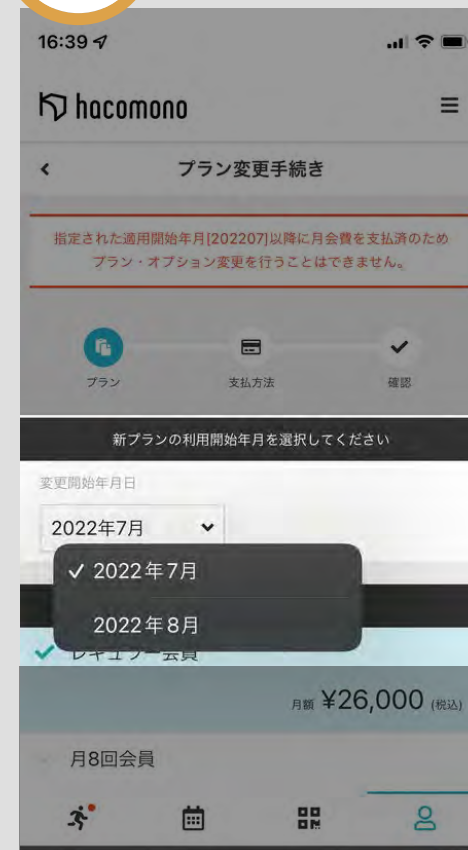 16:39
hacomono
プラン変更手続き
指定された適用開始年月[202207]以降に月会費を支払済のため
プラン・オプション変更を行うことはできません。
プラン
支払方法
確認
新プランの利用開始年月を選択してください
変更開始年月日
2022年7月
✓ 2022年7月
2022年8月
レギュラー会員
月額 ¥26,000 (税込)
月8回会員